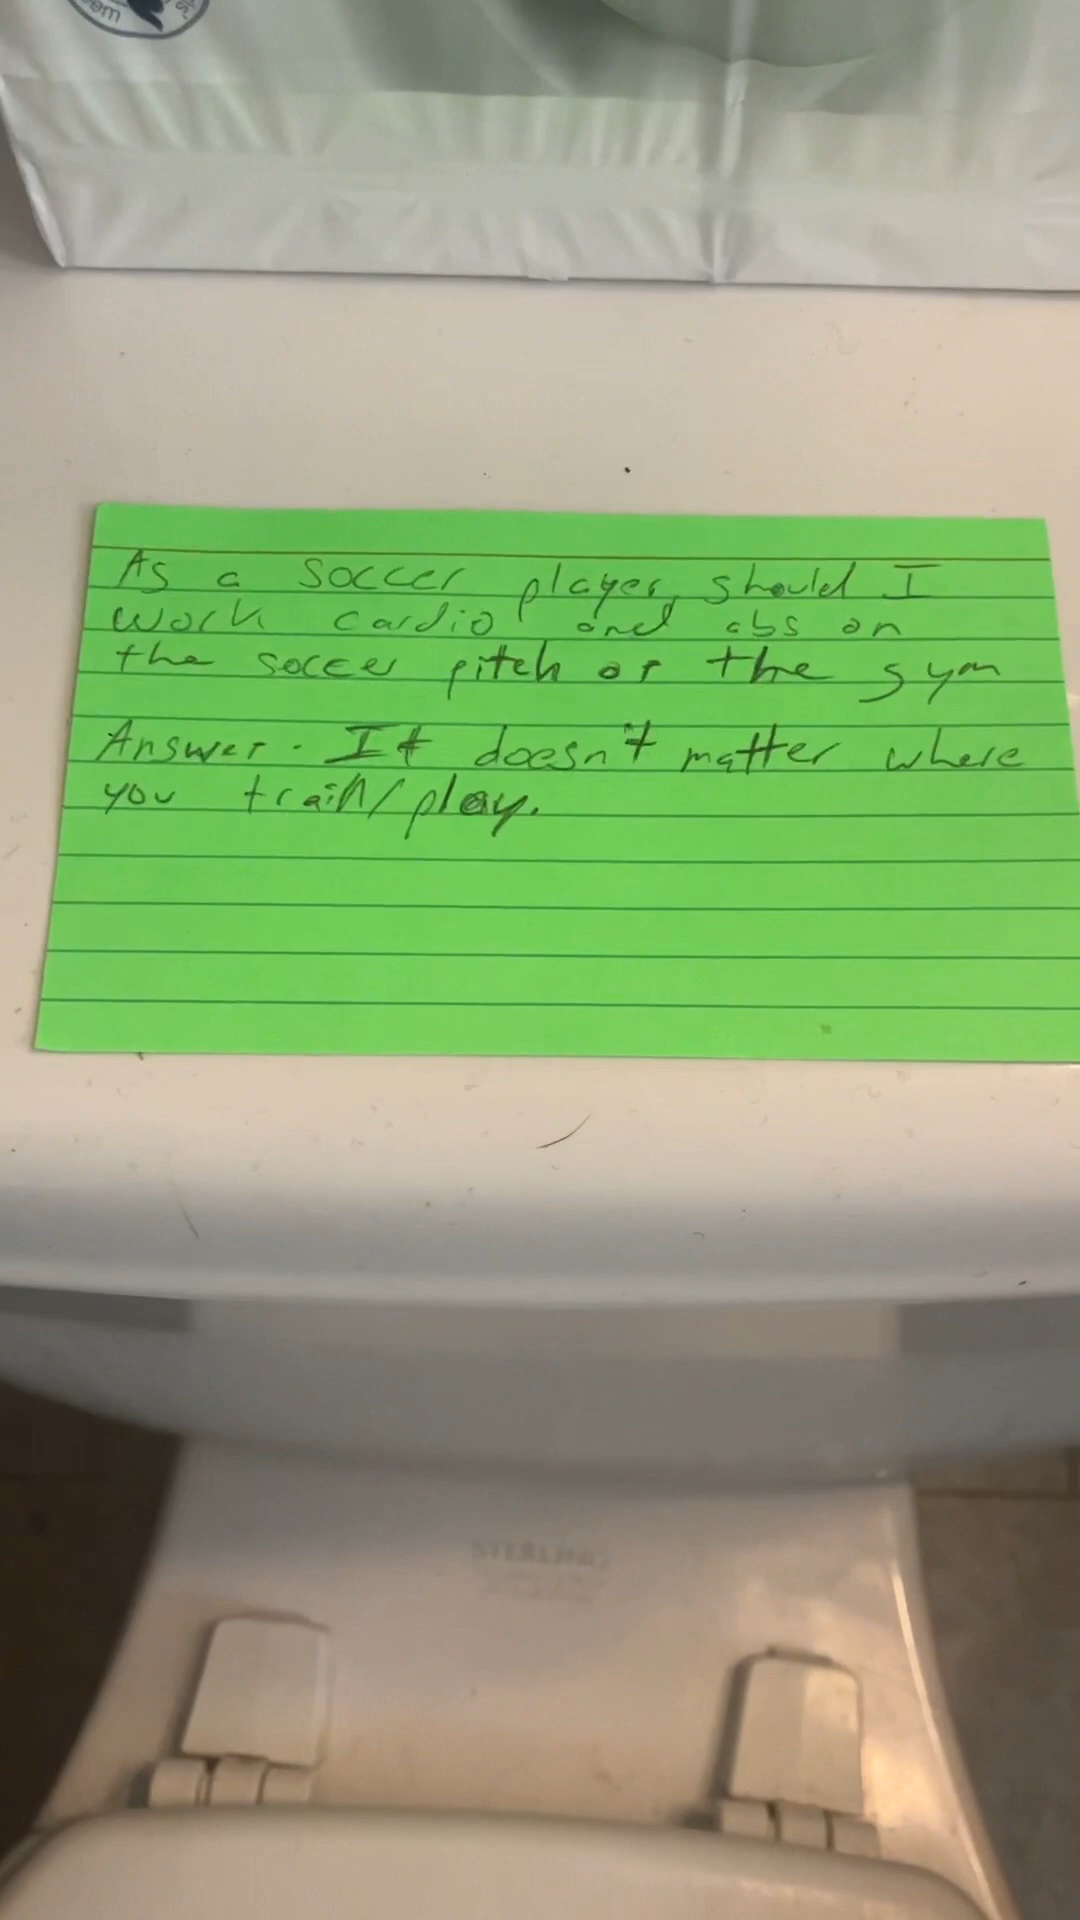 As a soccer player, should I
work cardio and abs on
the soccer pitch or the gym
Answer. It doesn't matter where
you train/play.
STERLING